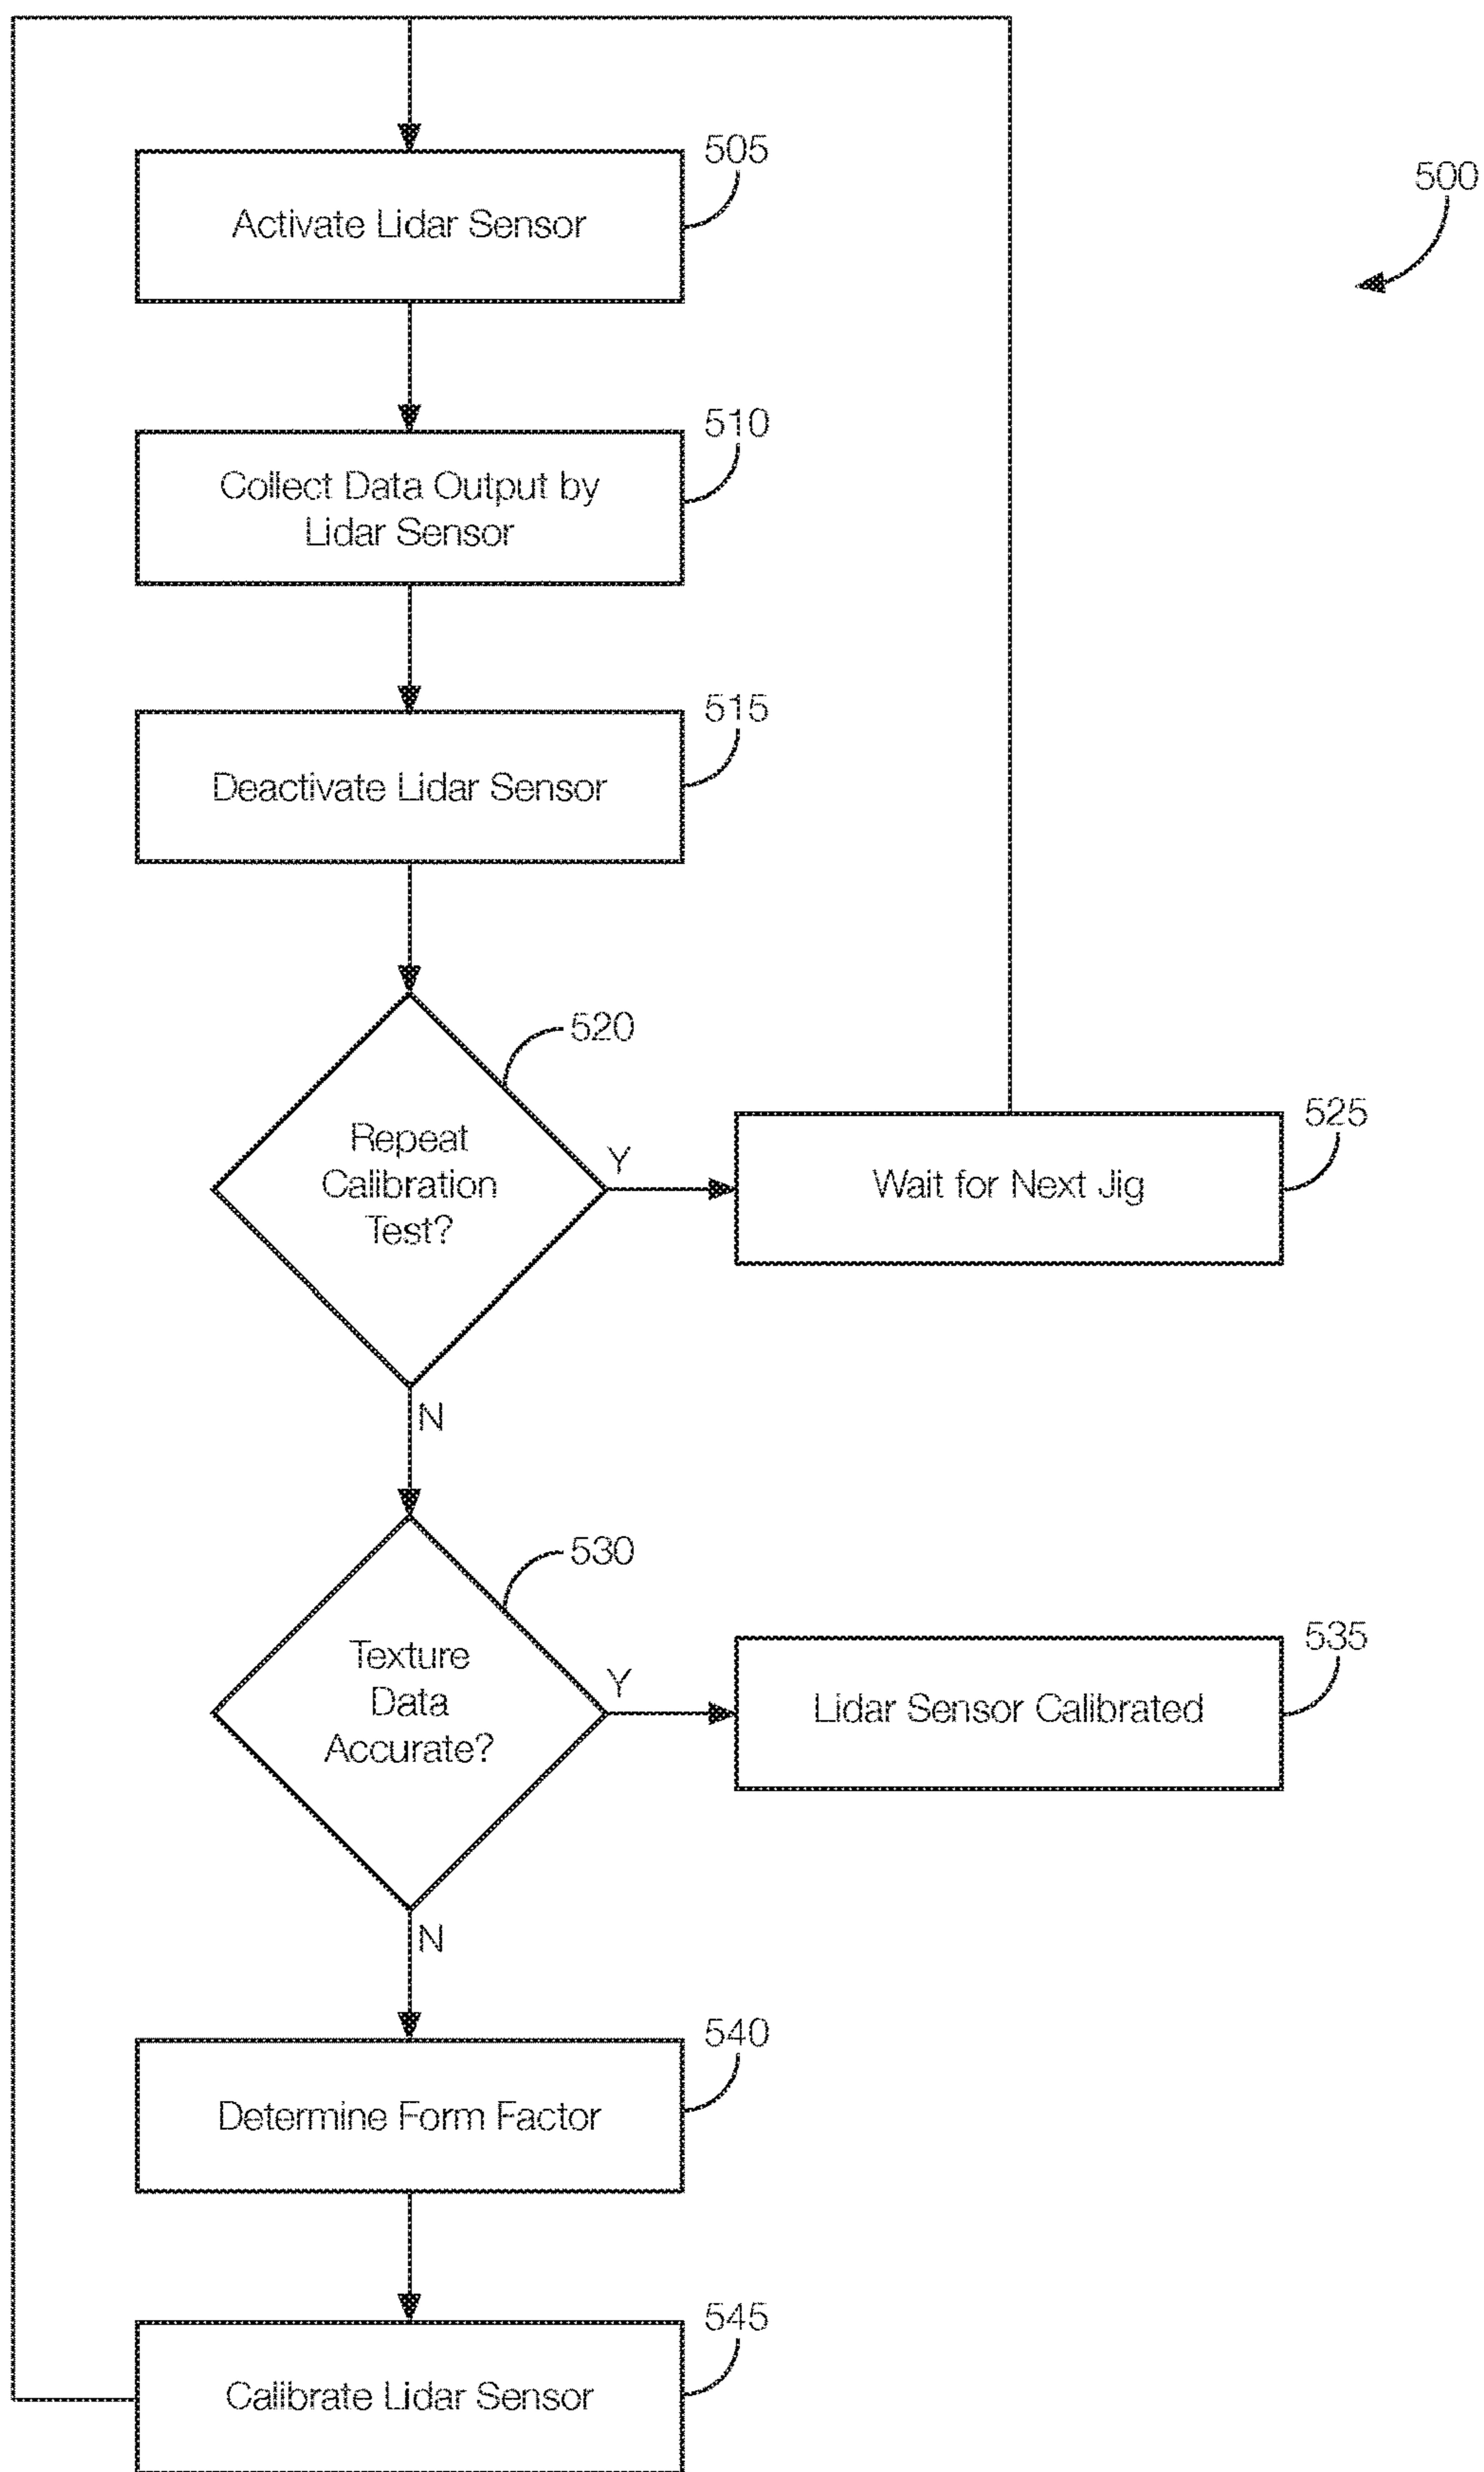 505
500
Activate Lidar Sensor
510
Collect Data Output by
Lidar Sensor
515
Deactivate Lidar Sensor
520
Repeat
Calibration
Test?
Y
525
Wait for Next Jig
N
530
Texture
Data
Accurate?
Y
535
Lidar Sensor Calibrated
N
540
Determine Form Factor
545
Calibrate Lidar Sensor